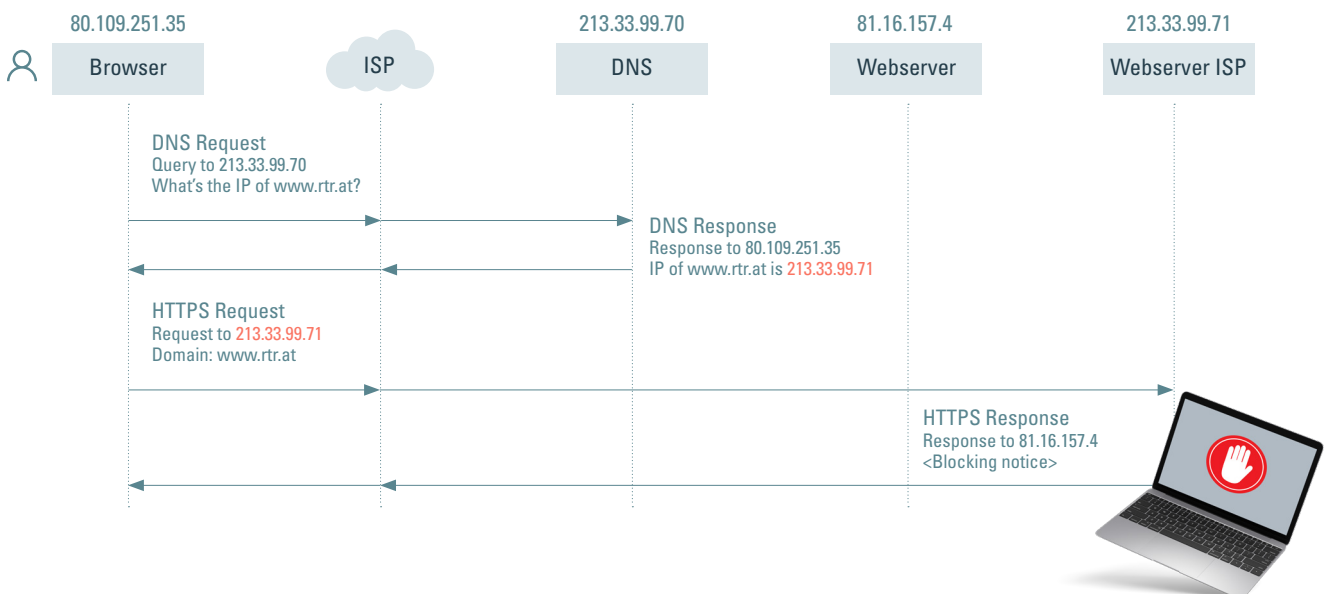 80.109.251.35
213.33.99.70
81.16.157.4
213.33.99.71
Browser
ISP
DNS
Webserver
Webserver ISP
DNS Request
Query to 213.33.99.70
What's the IP of www.rtr.at?
DNS Response
Response to 80.109.251.35
IP of www.rtr.at is 213.33.99.71
HTTPS Request
Request to 213.33.99.71
Domain: www.rtr.at
HTTPS Response
Response to 81.16.157.4
<Blocking notice>